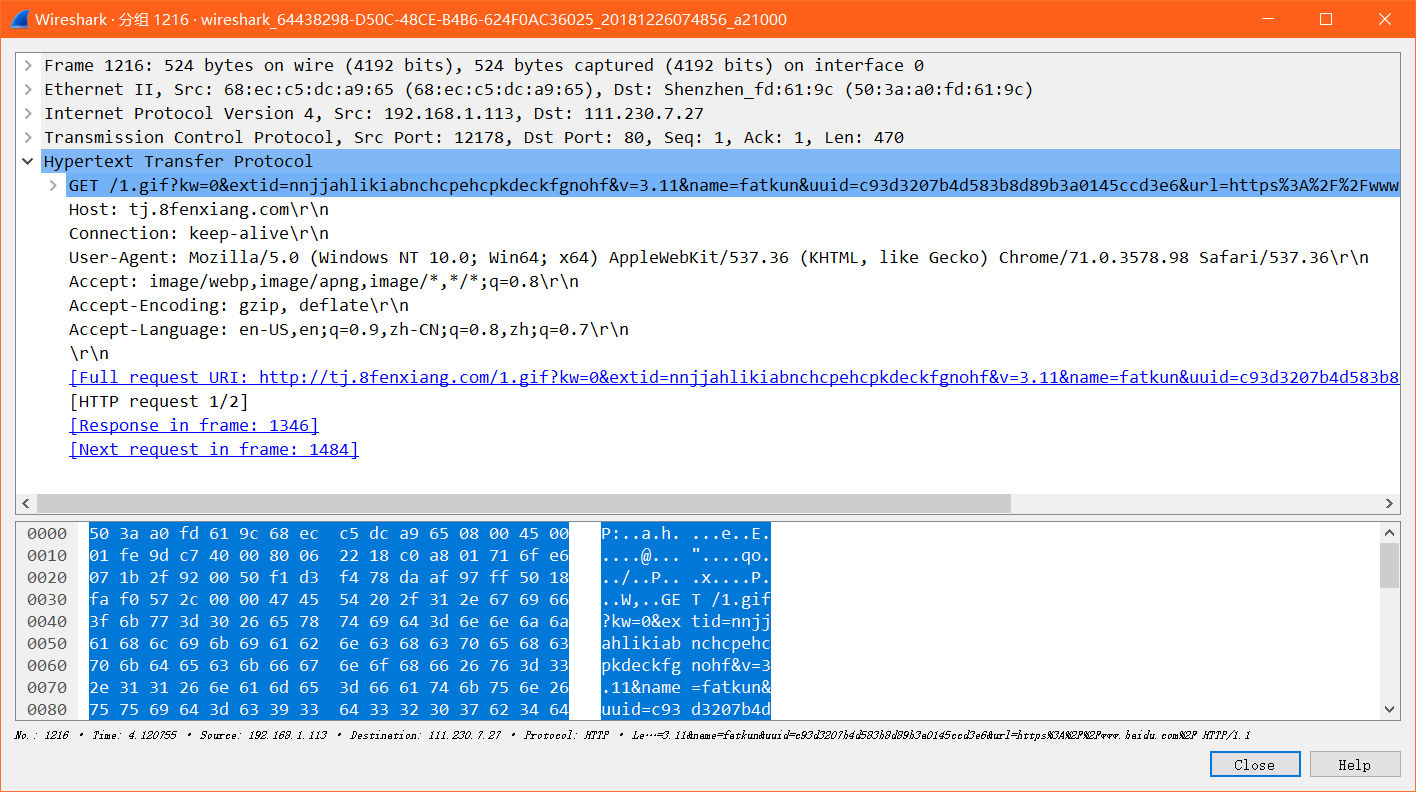 Wireshark · 分组 1216 · wireshark_64438298-D50C-48CE-B4B6-624F0AC36025_20181226074856_a21000
Frame 1216: 524 bytes on wire (4192 bits), 524 bytes captured (4192 bits) on interface 0
Ethernet II, Src: 68:ec:c5:dc:a9:65 (68:ec:c5:dc:a9:65), Dst: Shenzhen_fd:61:9c (50:3a:a0:fd:61:9c)
Internet Protocol Version 4, Src: 192.168.1.113, Dst: 111.230.7.27
Transmission Control Protocol, Src Port: 12178, Dst Port: 80, Seq: 1, Ack: 1, Len: 470
Hypertext Transfer Protocol
GET /1.gif?kw=0&extid=nnjjahlikiabnchcpehcpkdeckfgnohf&v=3.11&name=fatkun&uuid=c93d3207b4d583b8d89b3a0145ccd3e6&url=https%3A%2F%2Fwww
Host: tj.8fenxiang.com\r\n
Connection: keep-alive\r\n
User-Agent: Mozilla/5.0 (Windows NT 10.0; Win64; x64) AppleWebKit/537.36 (KHTML, like Gecko) Chrome/71.0.3578.98 Safari/537.36\r\n
Accept: image/webp,image/apng,image/*,*/*;q=0.8\r\n
Accept-Encoding: gzip, deflate\r\n
Accept-Language: en-US,en;q=0.9,zh-CN;q=0.8,zh;q=0.7\r\n
\r\n
[Full request URI: http://tj.8fenxiang.com/1.gif?kw=0&extid=nnjjahlikiabnchcpehcpkdeckfgnohf&v=3.11&name=fatkun&uuid=c93d3207b4d583b8
[HTTP request 1/2]
[Response in frame: 1346]
[Next request in frame: 1484]
0000 50 3a a0 fd 61 9c 68 ec c5 dc a9 65 08 00 45 00 P:..a.h. ...e..E.
0010 01 fe 9d c7 40 00 80 06 22 18 c0 a8 01 71 6f e6 ....@... "....qo.
0020 07 1b 2f 92 00 50 f1 d3 f4 78 da af 97 ff 50 18 ../..P.. .x....P.
0030 fa f0 57 2c 00 00 47 45 54 20 2f 31 2e 67 69 66 ..W,..GE T /1.gif
0040 3f 6b 77 3d 30 26 65 78 74 69 64 3d 6e 6e 6a 6a ?kw=0&ex tid=nnjj
0050 61 68 6c 69 6b 69 61 62 6e 63 68 63 70 65 68 63 ahlikiab nchcpehc
0060 70 6b 64 65 63 6b 66 67 6e 6f 68 66 26 76 3d 33 pkdeckfg nohf&v=3
0070 2e 31 31 26 6e 61 6d 65 3d 66 61 74 6b 75 6e 26 .11&name =fatkun&
0080 75 75 69 64 3d 63 39 33 64 33 32 30 37 62 34 64 uuid=c93 d3207b4d
No.: 1216 · Time: 4.120755 · Source: 192.168.1.113 · Destination: 111.230.7.27 · Protocol: HTTP · Le…=3.11&name=fatkun&uuid=c93d3207b4d583b8d89b3a0145ccd3e6&url=https%3A%2F%2Fwww.baidu.com%2F HTTP/1.1
Close Help